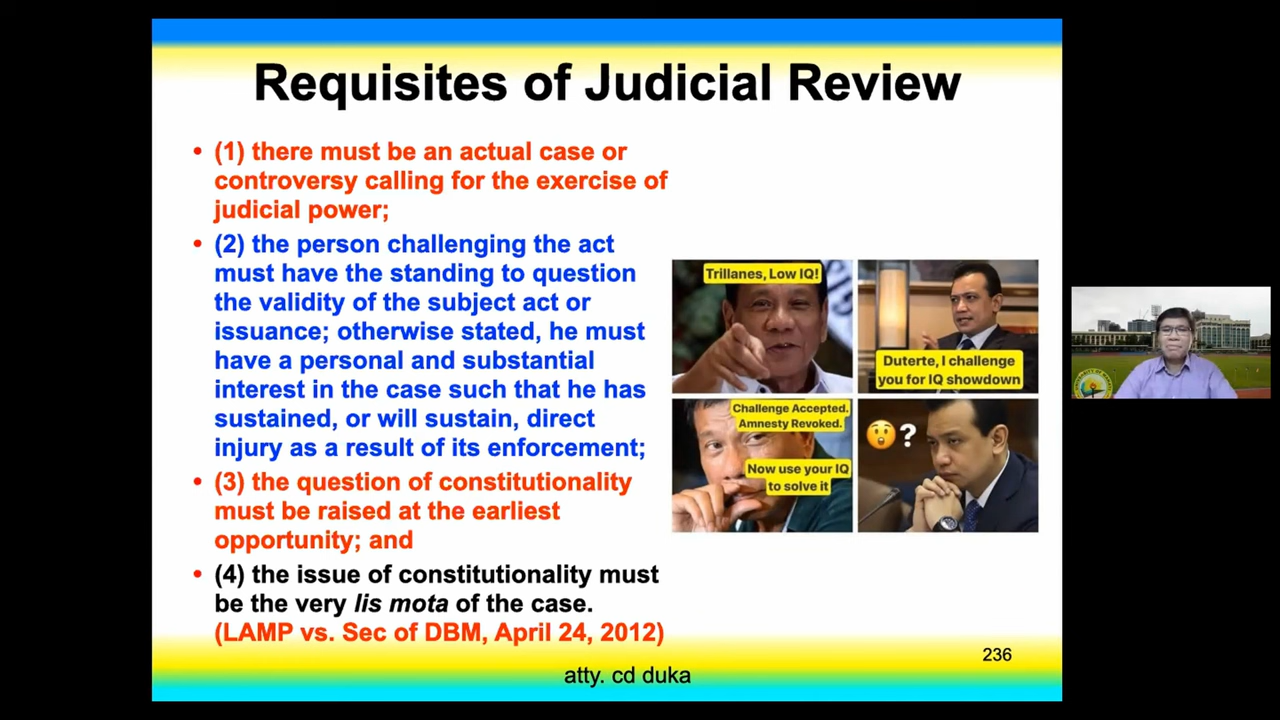 Requisites of Judicial Review
• (1) there must be an actual case or
controversy calling for the exercise of
judicial power;
• (2) the person challenging the act
must have the standing to question
the validity of the subject act or
issuance; otherwise stated, he must
have a personal and substantial
interest in the case such that he has
sustained, or will sustain, direct
injury as a result of its enforcement;
• (3) the question of constitutionality
must be raised at the earliest
opportunity; and
• (4) the issue of constitutionality must
be the very lis mota of the case.
(LAMP vs. Sec of DBM, April 24, 2012)
Trillanes, Low IQ!
Duterte, I challenge
you for IQ showdown
Challenge Accepted.
Amnesty Revoked.
Now use your IQ
to solve it
?
236
atty. cd duka